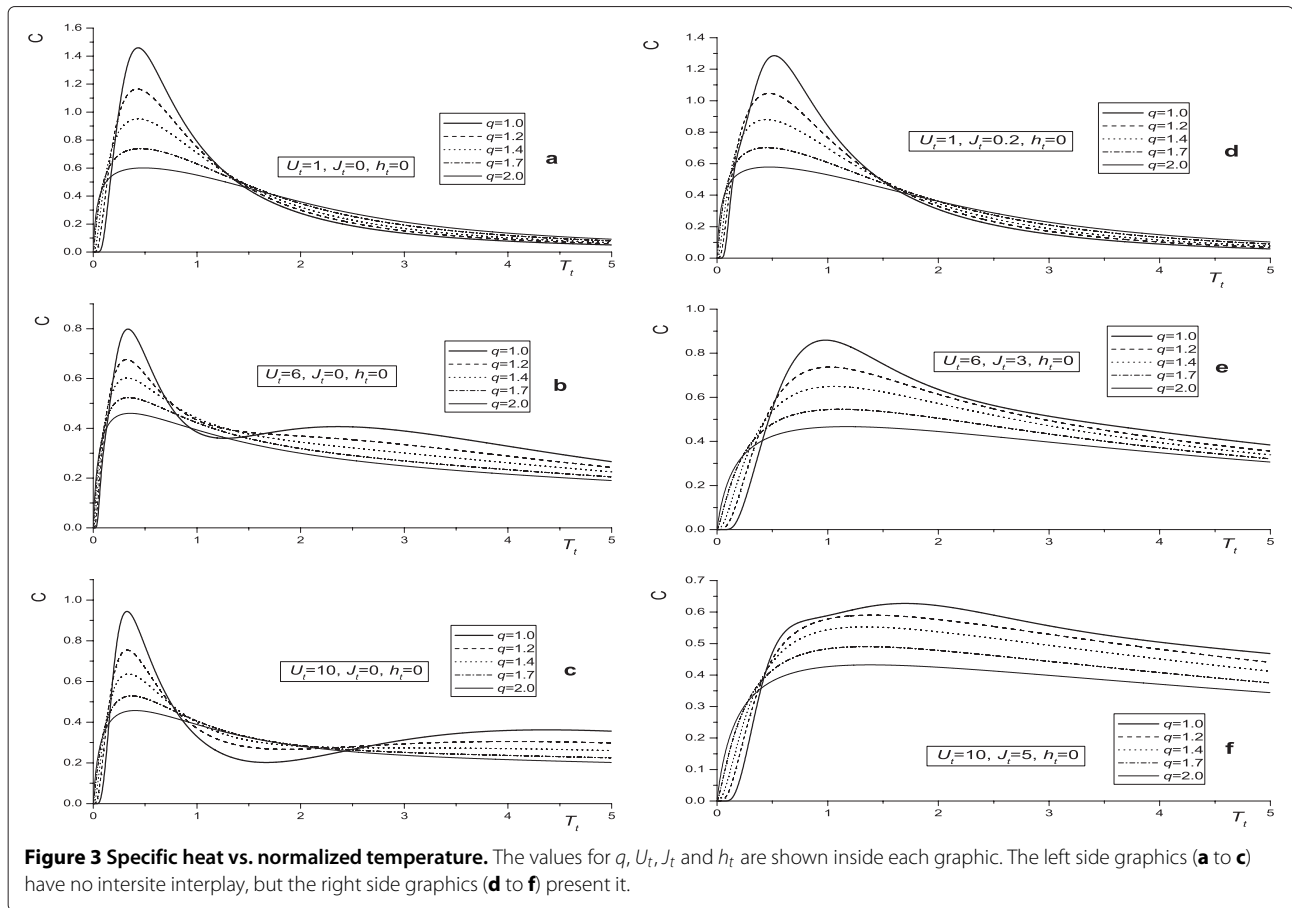 C
1.6
1.4
1.2
1.0
0.8
0.6
0.4
0.2
0.0
0 1 2 3 4 5
T_t
q=1.0
q=1.2
q=1.4
q=1.7
q=2.0
U_t=1, J_t=0, h_t=0
a
C
0.8
0.6
0.4
0.2
0.0
0 1 2 3 4 5
T_t
q=1.0
q=1.2
q=1.4
q=1.7
q=2.0
U_t=6, J_t=0, h_t=0
b
C
1.0
0.8
0.6
0.4
0.2
0.0
0 1 2 3 4 5
T_t
q=1.0
q=1.2
q=1.4
q=1.7
q=2.0
U_t=10, J_t=0, h_t=0
c
C
1.4
1.2
1.0
0.8
0.6
0.4
0.2
0.0
0 1 2 3 4 5
T_t
q=1.0
q=1.2
q=1.4
q=1.7
q=2.0
U_t=1, J_t=0.2, h_t=0
d
C
1.0
0.8
0.6
0.4
0.2
0.0
0 1 2 3 4 5
T_t
q=1.0
q=1.2
q=1.4
q=1.7
q=2.0
U_t=6, J_t=3, h_t=0
e
C
0.7
0.6
0.5
0.4
0.3
0.2
0.1
0.0
0 1 2 3 4 5
T_t
q=1.0
q=1.2
q=1.4
q=1.7
q=2.0
U_t=10, J_t=5, h_t=0
f
Figure 3 Specific heat vs. normalized temperature. The values for q, U_t, J_t and h_t are shown inside each graphic. The left side graphics (a to c)
have no intersite interplay, but the right side graphics (d to f) present it.